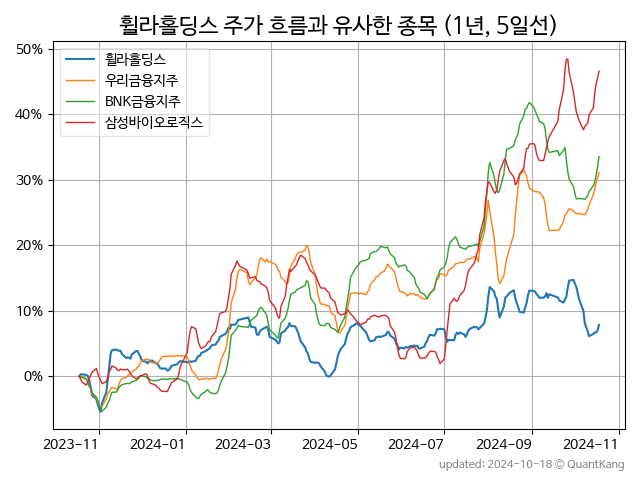 휠라홀딩스 주가 흐름과 유사한 종목 (1년, 5일선)
50%
40%
30%
20%
10%
0%
휠라홀딩스
우리금융지주
BNK금융지주
삼성바이오로직스
2023-11 2024-01 2024-03 2024-05 2024-07 2024-09 2024-11
updated: 2024-10-18 © QuantKang